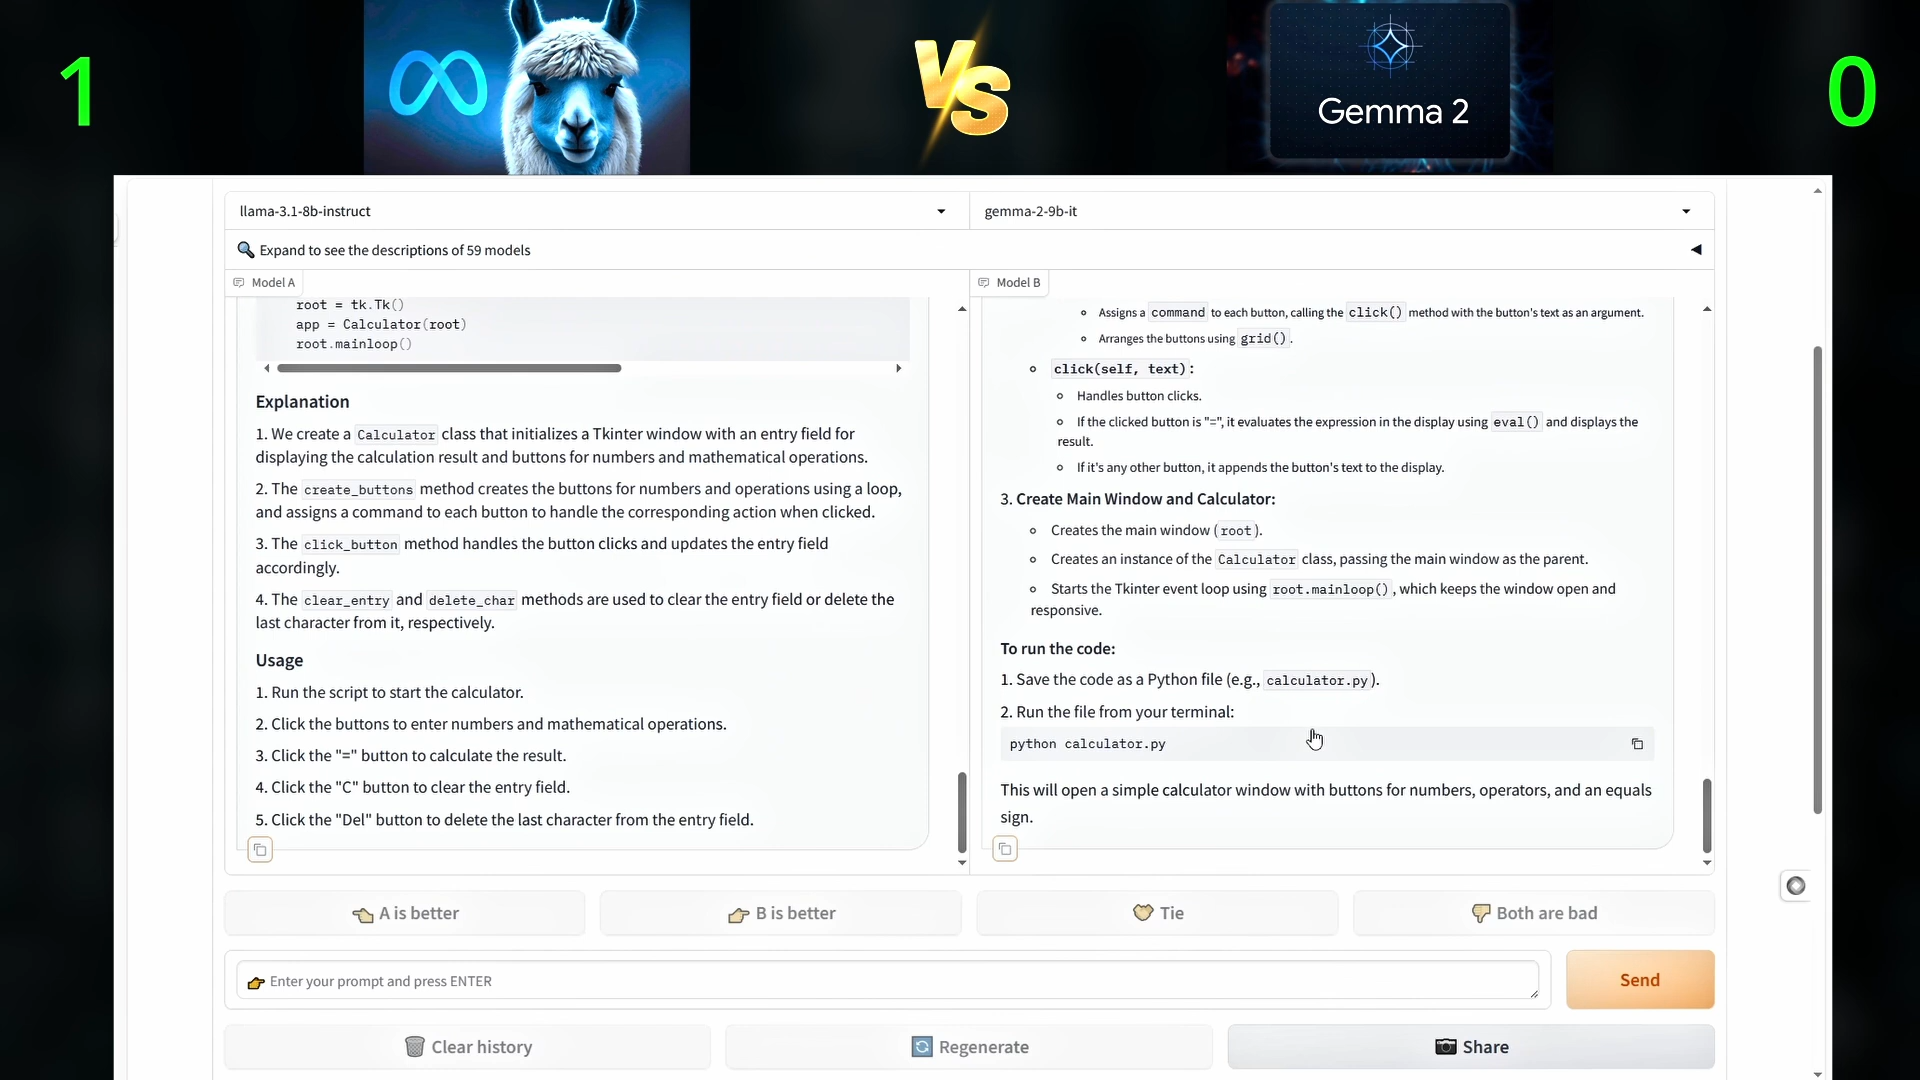 1
VS
Gemma 2
0
llama-3.1-8b-instruct
gemma-2-9b-it
Expand to see the descriptions of 59 models
Model A
root = tk.Tk()
app = Calculator(root)
root.mainloop()
Explanation
1. We create a Calculator class that initializes a Tkinter window with an entry field for
displaying the calculation result and buttons for numbers and mathematical operations.
2. The create_buttons method creates the buttons for numbers and operations using a loop,
and assigns a command to each button to handle the corresponding action when clicked.
3. The click_button method handles the button clicks and updates the entry field
accordingly.
4. The clear_entry and delete_char methods are used to clear the entry field or delete the
last character from it, respectively.
Usage
1. Run the script to start the calculator.
2. Click the buttons to enter numbers and mathematical operations.
3. Click the "=" button to calculate the result.
4. Click the "C" button to clear the entry field.
5. Click the "Del" button to delete the last character from the entry field.
Model B
Assigns a command to each button, calling the click() method with the button's text as an argument.
Arranges the buttons using grid().
click(self, text):
Handles button clicks.
If the clicked button is "=", it evaluates the expression in the display using eval() and displays the
result.
If it's any other button, it appends the button's text to the display.
3. Create Main Window and Calculator:
Creates the main window (root).
Creates an instance of the Calculator class, passing the main window as the parent.
Starts the Tkinter event loop using root.mainloop(), which keeps the window open and
responsive.
To run the code:
1. Save the code as a Python file (e.g., calculator.py).
2. Run the file from your terminal:
python calculator.py
This will open a simple calculator window with buttons for numbers, operators, and an equals
sign.
A is better
B is better
Tie
Both are bad
Enter your prompt and press ENTER
Send
Clear history
Regenerate
Share